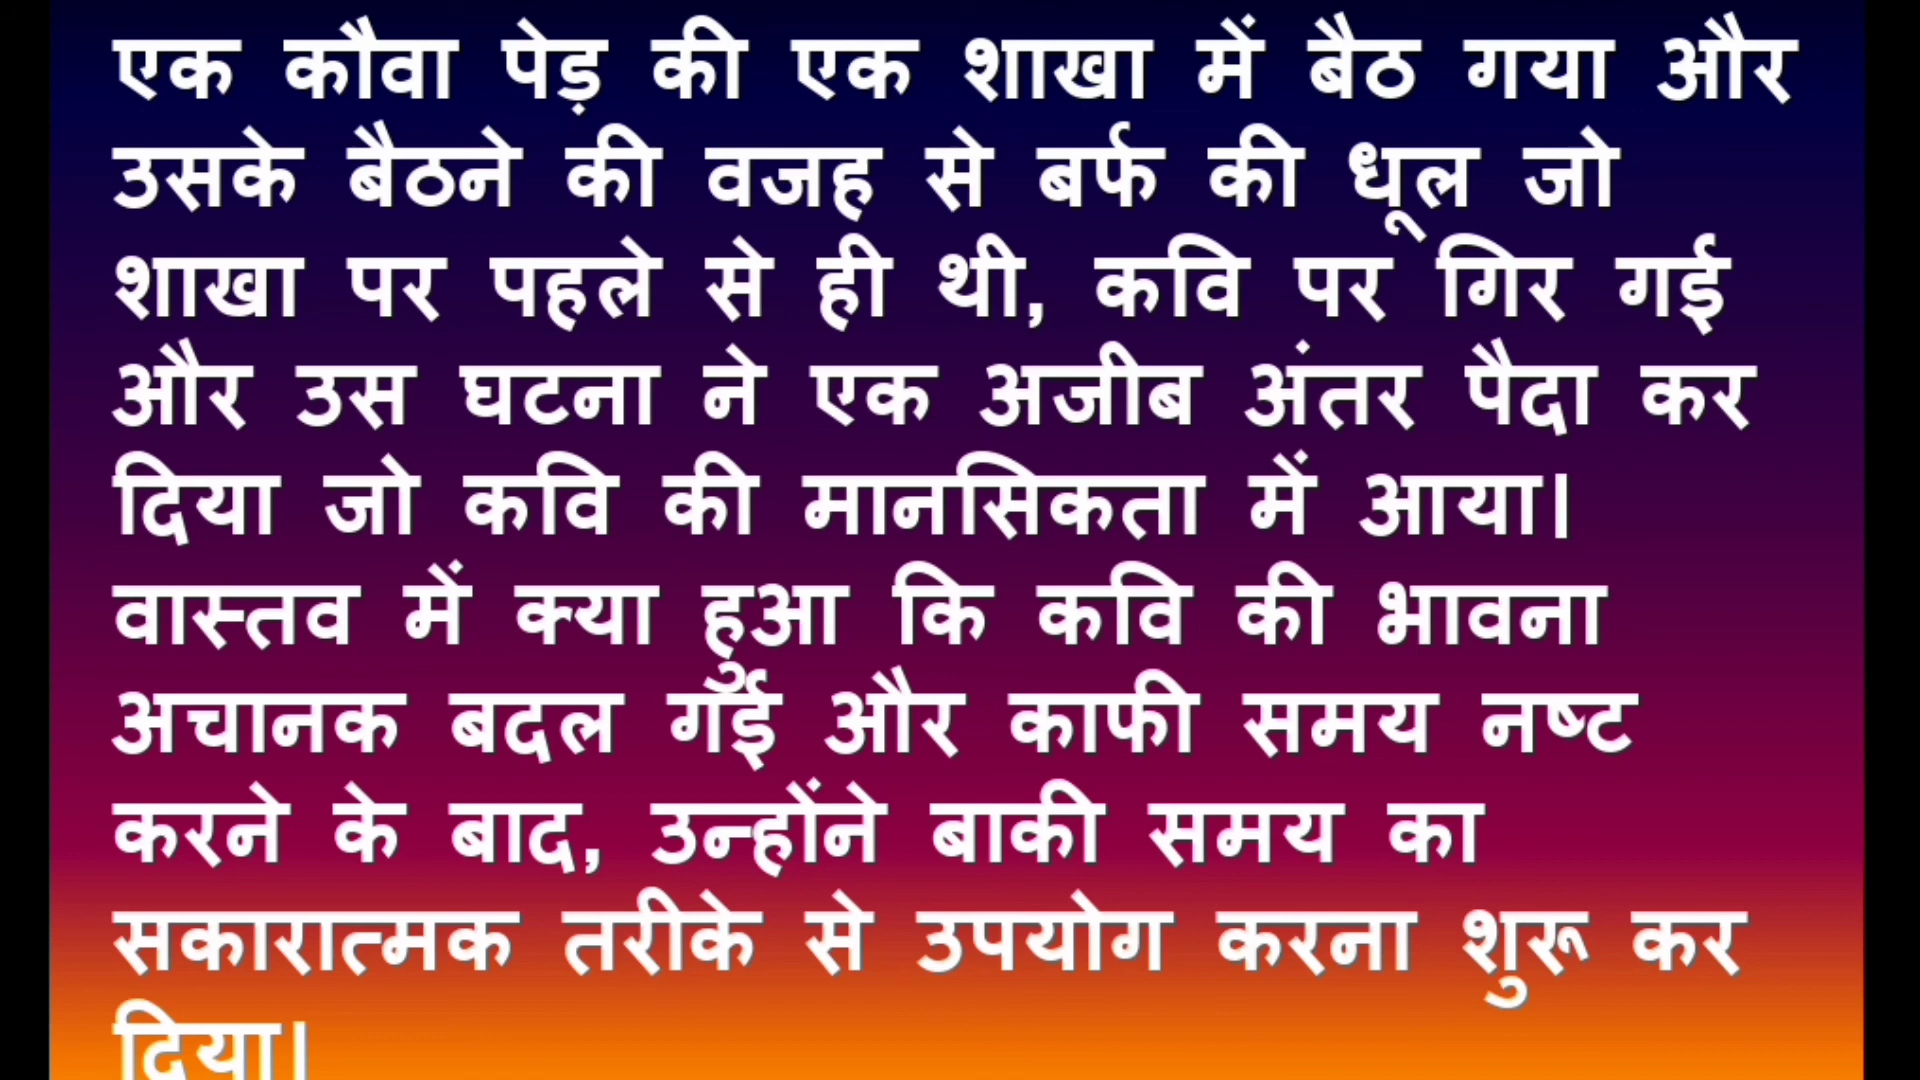 एक कौवा पेड़ की एक शाखा में बैठ गया और
उसके बैठने की वजह से बर्फ की धूल जो
शाखा पर पहले से ही थी, कवि पर गिर गई
और उस घटना ने एक अजीब अंतर पैदा कर
दिया जो कवि की मानसिकता में आया।
वास्तव में क्या हुआ कि कवि की भावना
अचानक बदल गई और काफी समय नष्ट
करने के बाद, उन्होंने बाकी समय का
सकारात्मक तरीके से उपयोग करना शुरू कर
दिया।